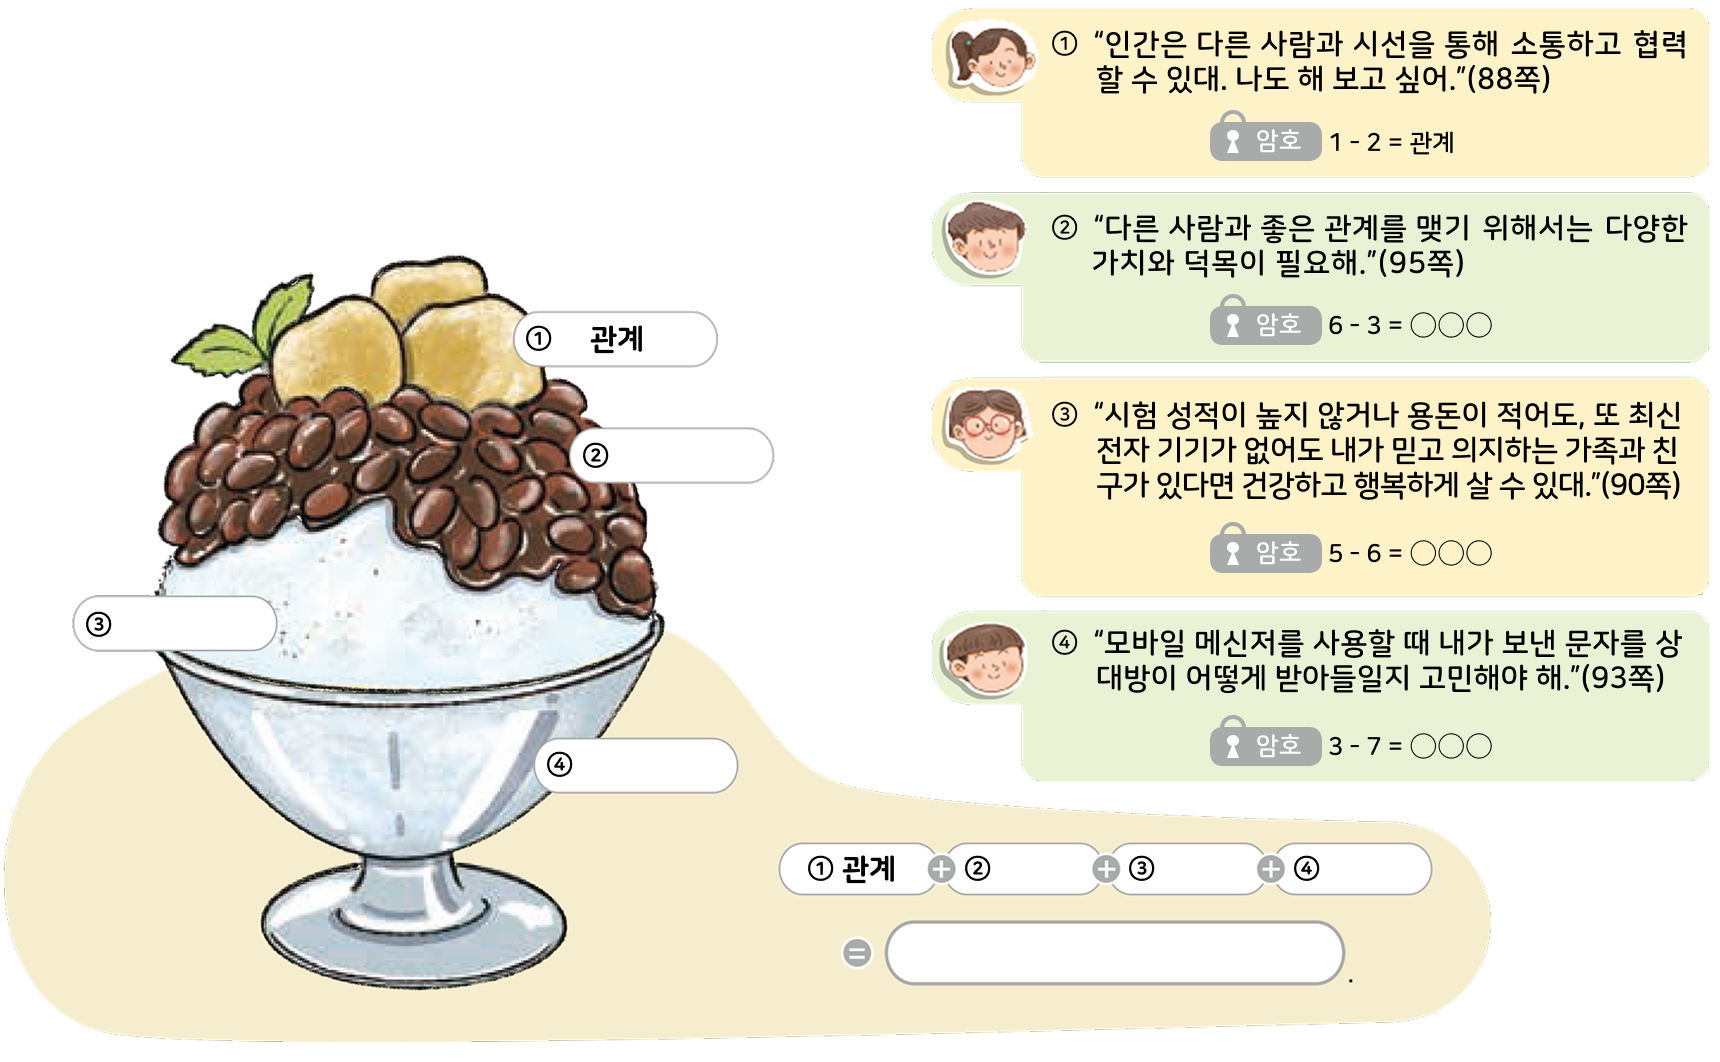 ① “인간은 다른 사람과 시선을 통해 소통하고 협력
할 수 있대. 나도 해 보고 싶어.”(88쪽)
암호 1 - 2 = 관계
② “다른 사람과 좋은 관계를 맺기 위해서는 다양한
가치와 덕목이 필요해.”(95쪽)
암호 6 - 3 = ○○○
③ “시험 성적이 높지 않거나 용돈이 적어도, 또 최신
전자 기기가 없어도 내가 믿고 의지하는 가족과 친
구가 있다면 건강하고 행복하게 살 수 있대.”(90쪽)
암호 5 - 6 = ○○○
④ “모바일 메신저를 사용할 때 내가 보낸 문자를 상
대방이 어떻게 받아들일지 고민해야 해.”(93쪽)
암호 3 - 7 = ○○○
① 관계
②
③
④
① 관계 + ② + ③ + ④
= .